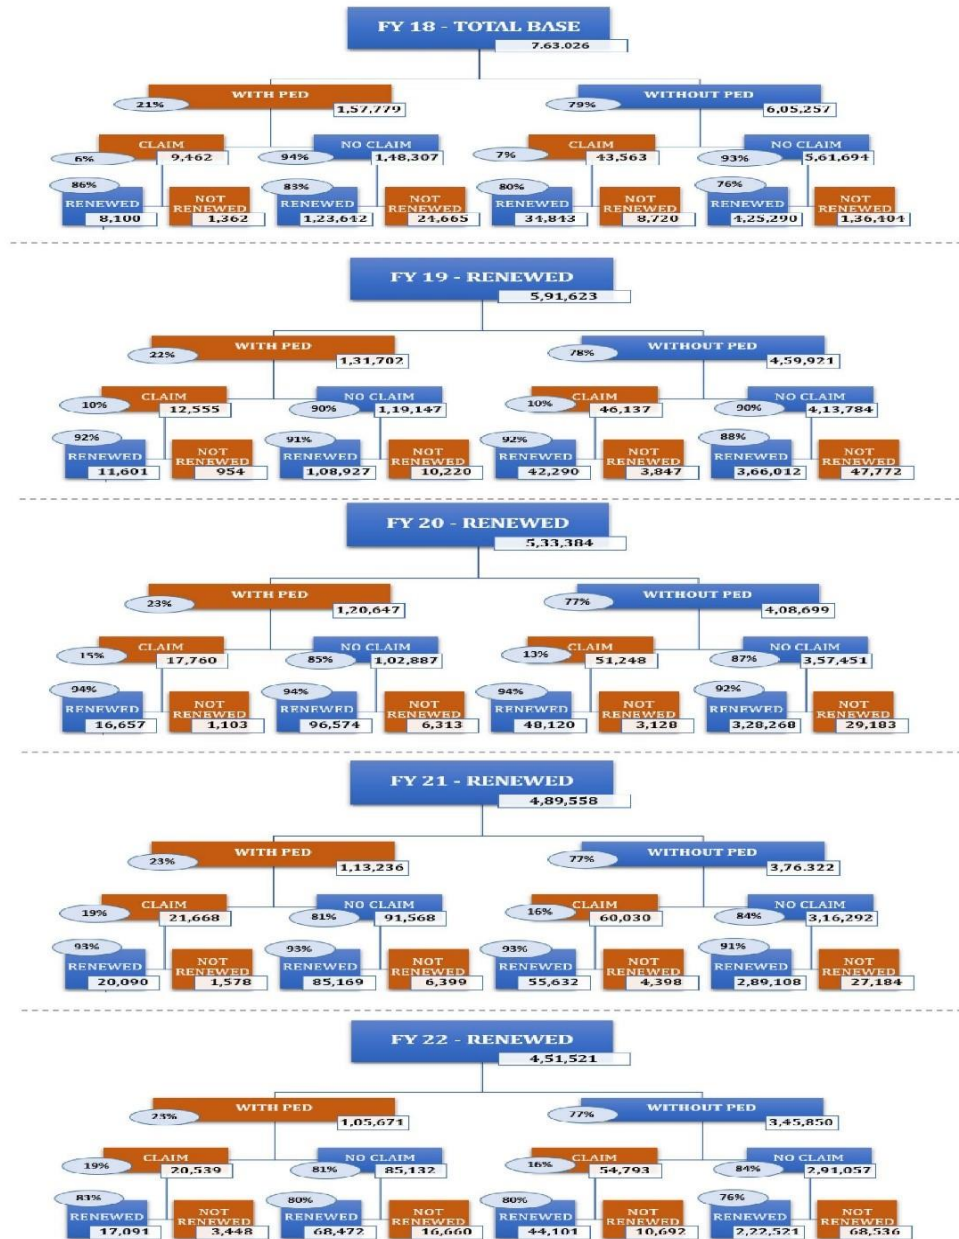 FY 18 - TOTAL BASE
7.63.026
WITH PED
WITHOUT PED
21%
1,57,779
79%
6,05,257
CLAIM
NO CLAIM
CLAIM
NO CLAIM
6%
9,462
94%
1,48,307
7%
43,563
93%
5,61,694
86%
83%
80%
76%
RENEWED
NOT RENEWED
RENEWED
NOT RENEWED
RENEWED
NOT RENEWED
RENEWED
NOT RENEWED
8,100
1,362
1,23,642
24,665
34,843
8,720
4,25,290
1,36,404
FY 19 - RENEWED
5,91,623
WITH PED
WITHOUT PED
22%
1,31,702
78%
4,59,921
CLAIM
NO CLAIM
CLAIM
NO CLAIM
10%
12,555
90%
1,19,147
10%
46,137
90%
4,13,784
92%
91%
92%
88%
RENEWED
NOT RENEWED
RENEWED
NOT RENEWED
RENEWED
NOT RENEWED
RENEWED
NOT RENEWED
11,601
954
1,08,927
10,220
42,290
3,847
3,66,012
47,772
FY 20 - RENEWED
5,33,384
WITH PED
WITHOUT PED
23%
1,20,647
77%
4,08,699
CLAIM
NO CLAIM
CLAIM
NO CLAIM
15%
17,760
85%
1,02,887
13%
51,248
87%
3,57,451
94%
94%
94%
92%
RENEWED
NOT RENEWED
RENEWED
NOT RENEWED
RENEWED
NOT RENEWED
RENEWED
NOT RENEWED
16,657
1,103
96,574
6,313
48,120
3,128
3,28,268
29,183
FY 21 - RENEWED
4,89,558
WITH PED
WITHOUT PED
23%
1,13,236
77%
3,76.322
CLAIM
NO CLAIM
CLAIM
NO CLAIM
19%
21,668
81%
91,568
16%
60,030
84%
3,16,292
93%
93%
93%
91%
RENEWED
NOT RENEWED
RENEWED
NOT RENEWED
RENEWED
NOT RENEWED
RENEWED
NOT RENEWED
20,090
1,578
85,169
6,399
55,632
4,398
2,89,108
27,184
FY 22 - RENEWED
4,51,521
WITH PED
WITHOUT PED
23%
1,05,671
77%
3,45,850
CLAIM
NO CLAIM
CLAIM
NO CLAIM
19%
20,539
81%
85,132
16%
54,793
84%
2,91,057
83%
80%
80%
76%
RENEWED
NOT RENEWED
RENEWED
NOT RENEWED
RENEWED
NOT RENEWED
RENEWED
NOT RENEWED
17,091
3,448
68,472
16,660
44,101
10,692
2,22,521
68,536